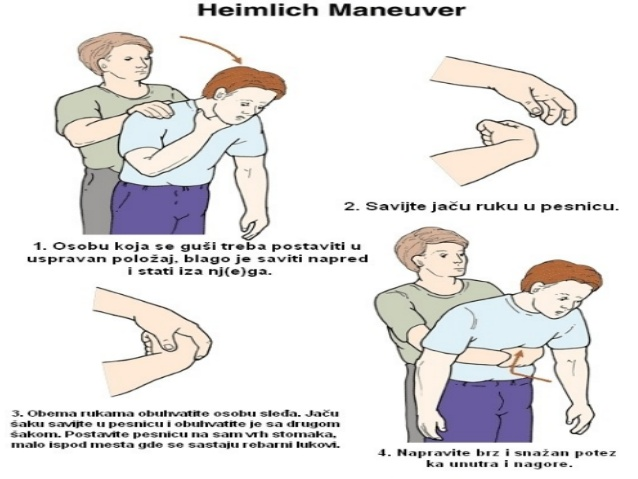 Heimlich Maneuver
1. Osobu koja se guši treba postaviti u
uspravan položaj, blago je saviti napred
i stati iza nj(e)ga.
2. Savijte jaču ruku u pesnicu.
3. Obema rukama obuhvatite osobu sleđa. Jaču
šaku savijte u pesnicu i obuhvatite je sa drugom
šakom. Postavite pesnicu na sam vrh stomaka,
malo ispod mesta gde se sastaju rebarni lukovi.
4. Napravite brz i snažan potez
ka unutra i nagore.